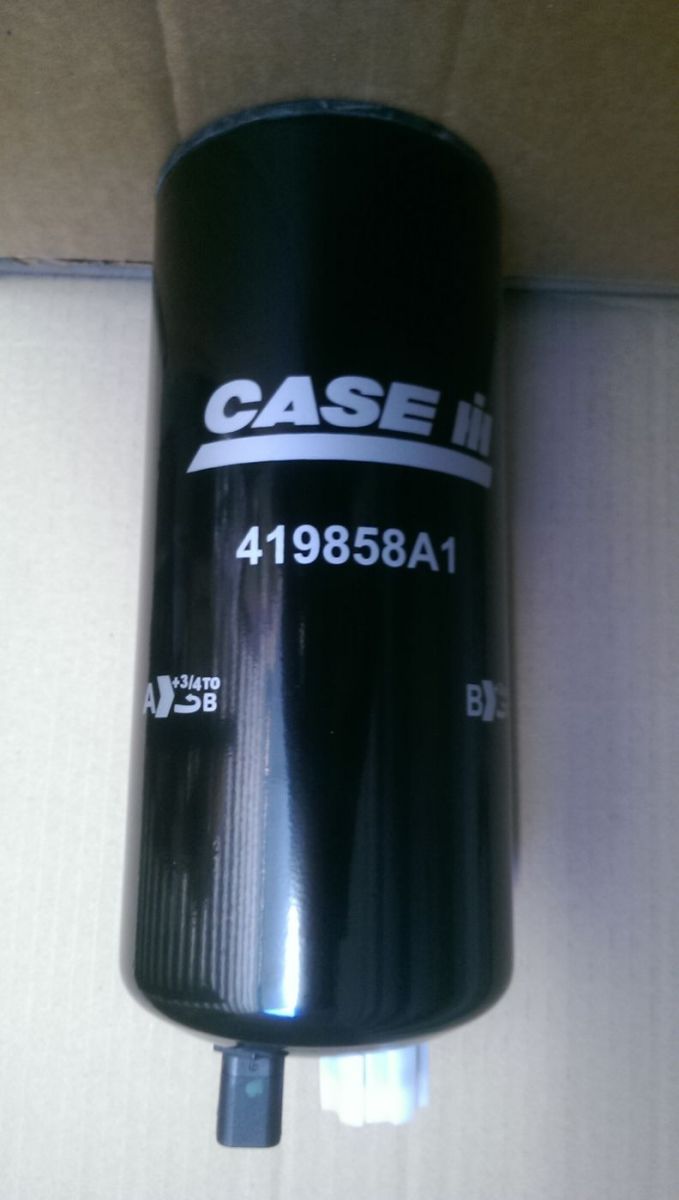 CASE IH
419858A1
A +3/4 TO B
B